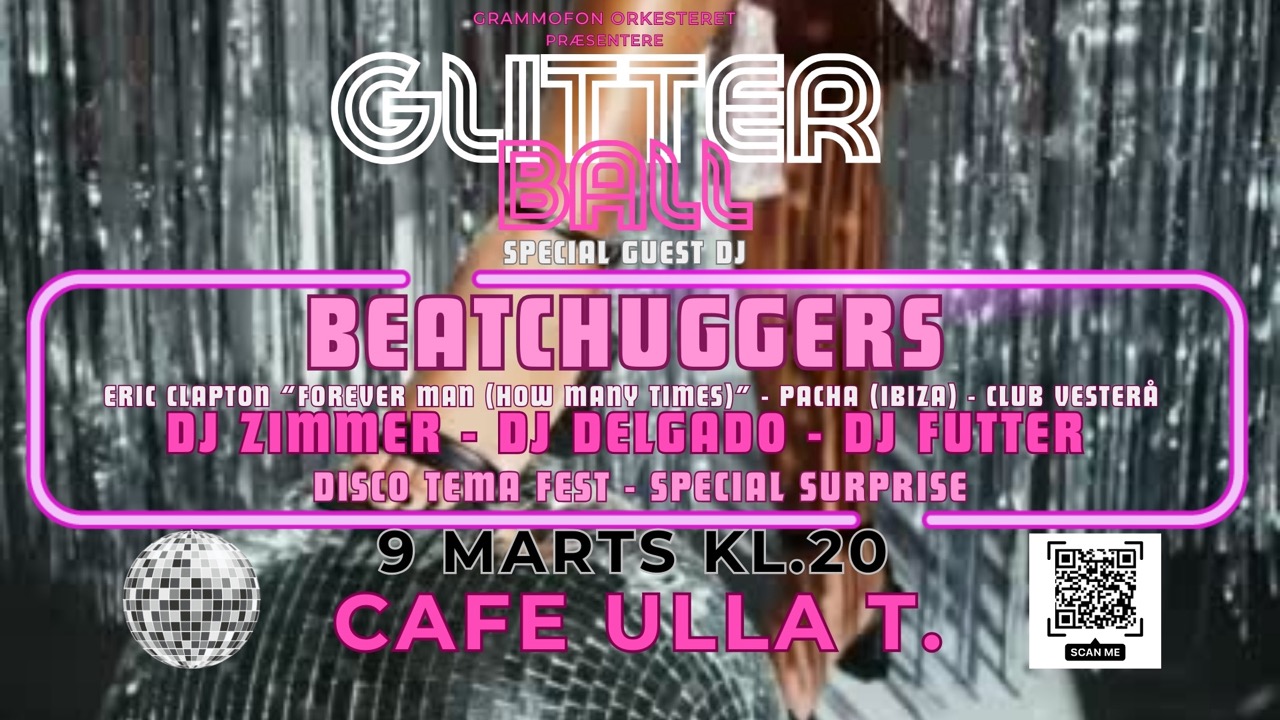 GRAMMOFON ORKESTERET
PRÆSENTERE
GLITTER
BALL
SPECIAL GUEST DJ
BEATCHUGGERS
ERIC CLAPTON “FOREVER MAN (HOW MANY TIMES)” - PACHA (IBIZA) - CLUB VESTERÅ
DJ ZIMMER - DJ DELGADO - DJ FUTTER
DISCO TEMA FEST - SPECIAL SURPRISE
9 MARTS KL.20
CAFE ULLA T.
SCAN ME